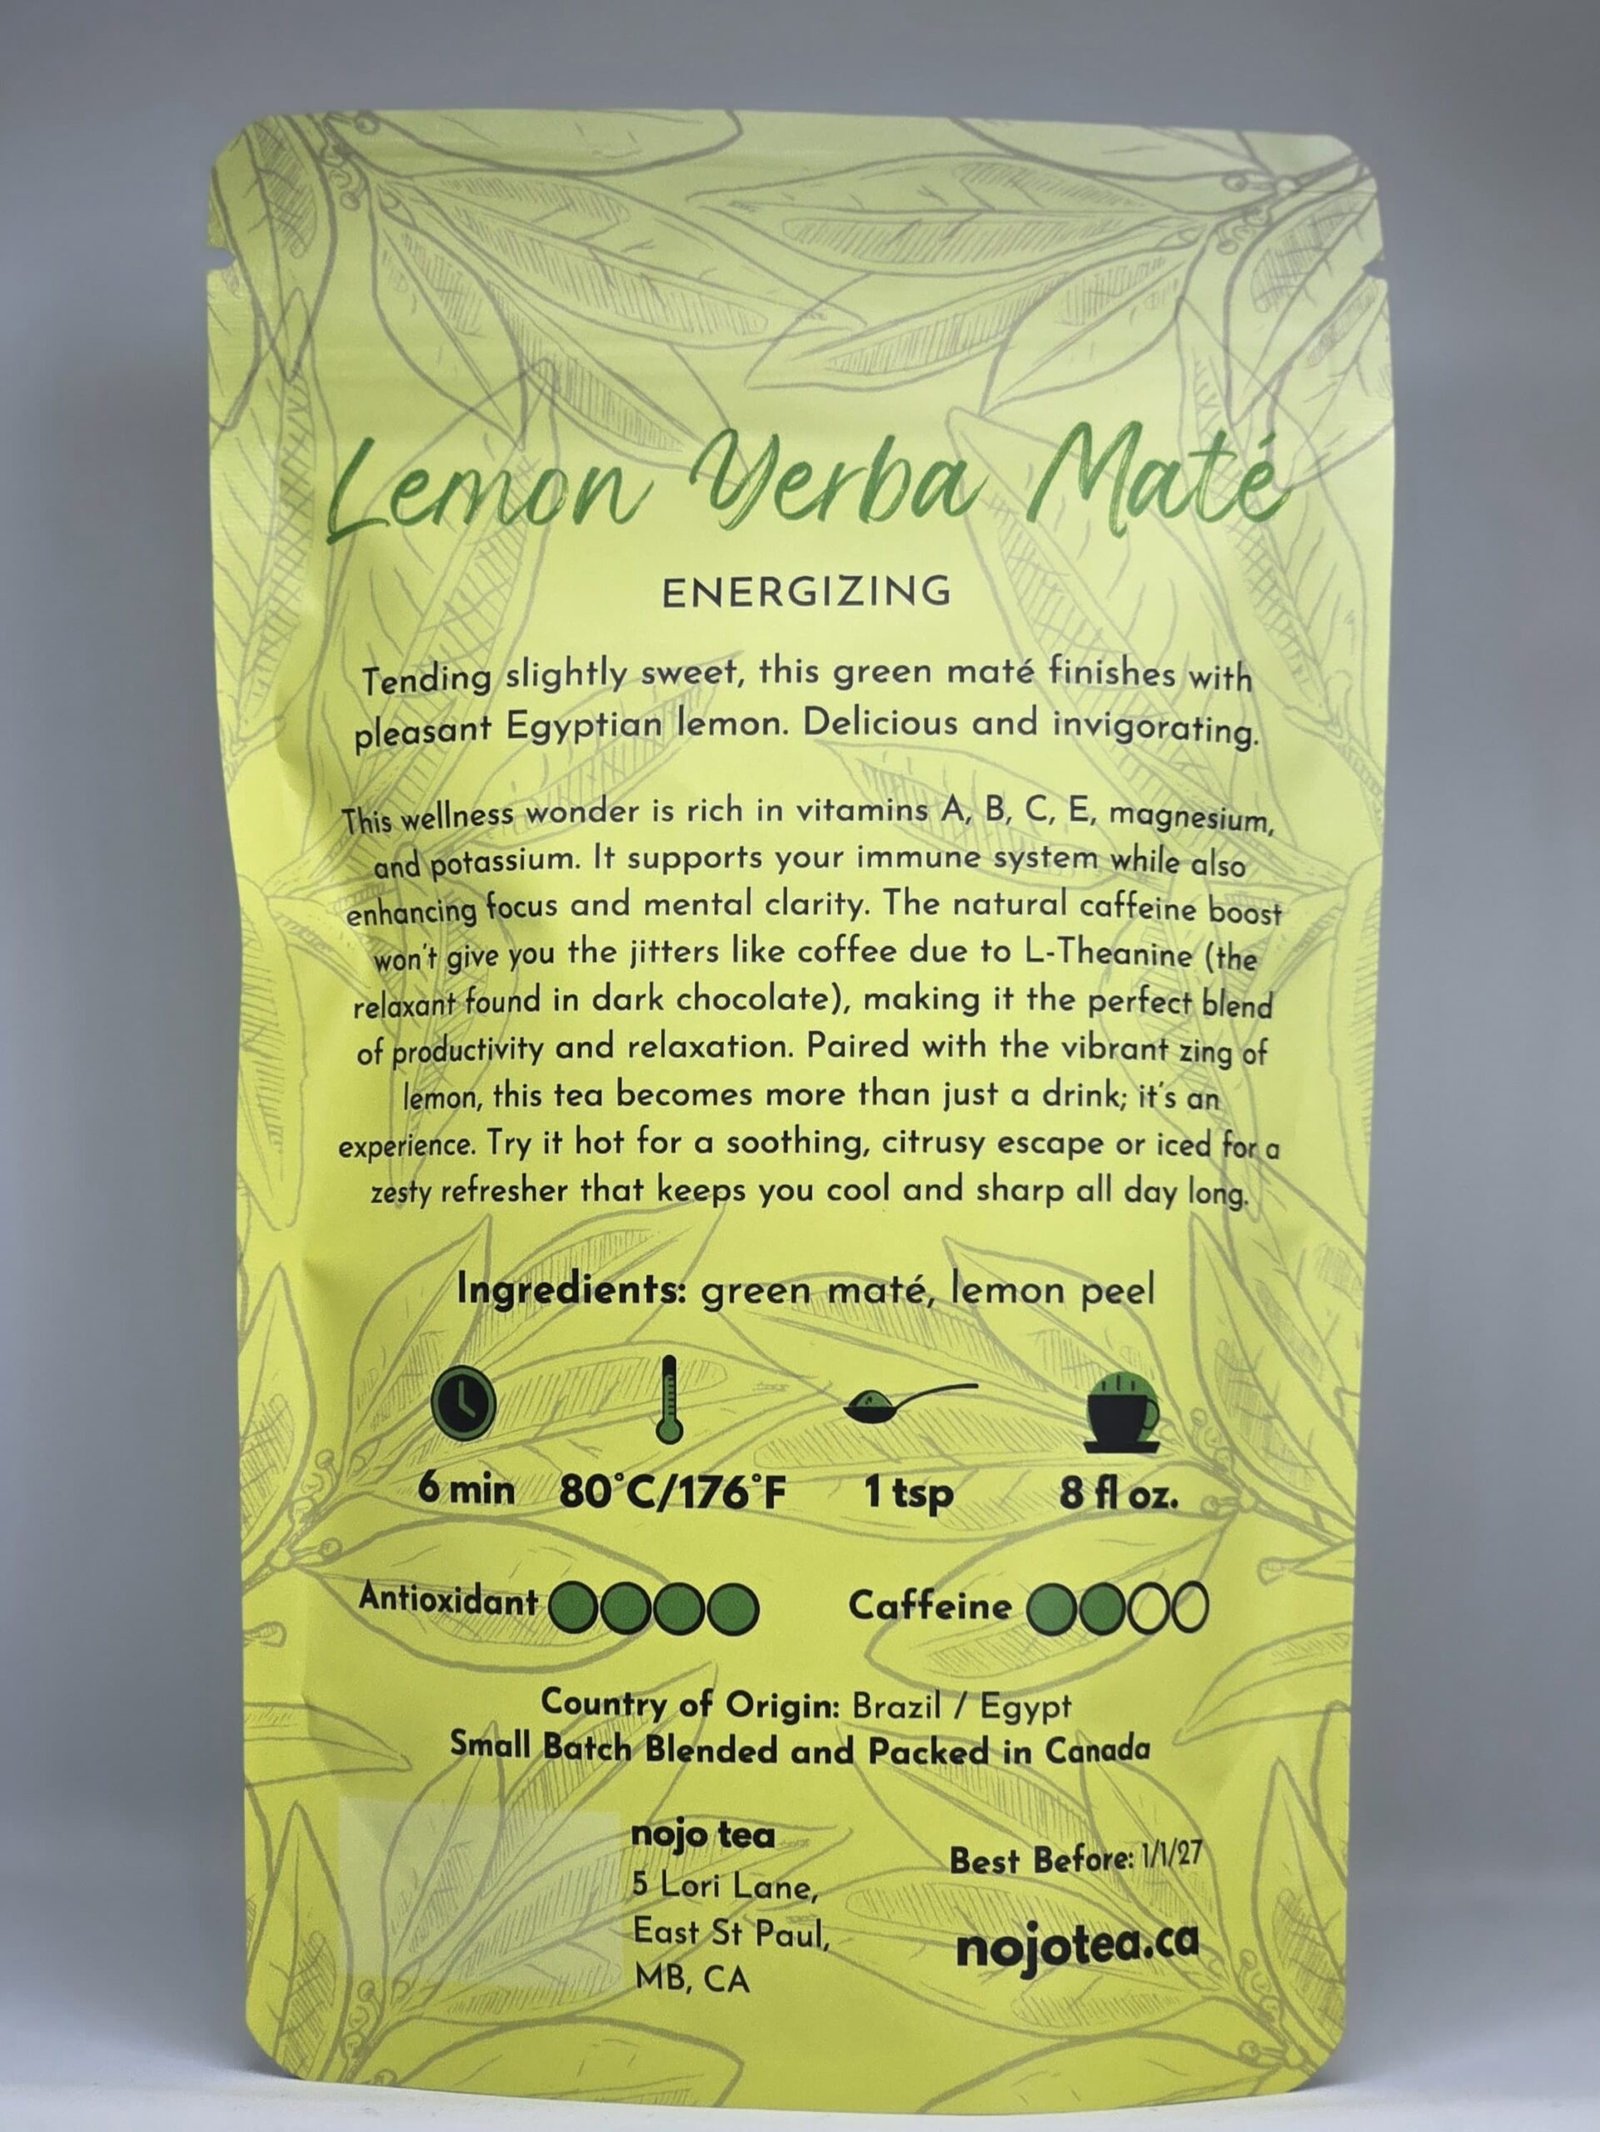 Lemon Yerba Maté
ENERGIZING
Tending slightly sweet, this green maté finishes with
pleasant Egyptian lemon. Delicious and invigorating.
This wellness wonder is rich in vitamins A, B, C, E, magnesium,
and potassium. It supports your immune system while also
enhancing focus and mental clarity. The natural caffeine boost
won't give you the jitters like coffee due to L-Theanine (the
relaxant found in dark chocolate), making it the perfect blend
of productivity and relaxation. Paired with the vibrant zing of
lemon, this tea becomes more than just a drink; it's an
experience. Try it hot for a soothing, citrusy escape or iced for a
zesty refresher that keeps you cool and sharp all day long.
Ingredients: green maté, lemon peel
6 min 80°C/176°F 1 tsp 8 fl oz.
Antioxidant Caffeine
Country of Origin: Brazil / Egypt
Small Batch Blended and Packed in Canada
nojo tea
5 Lori Lane,
East St Paul,
MB, CA
Best Before: 1/1/27
nojotea.ca